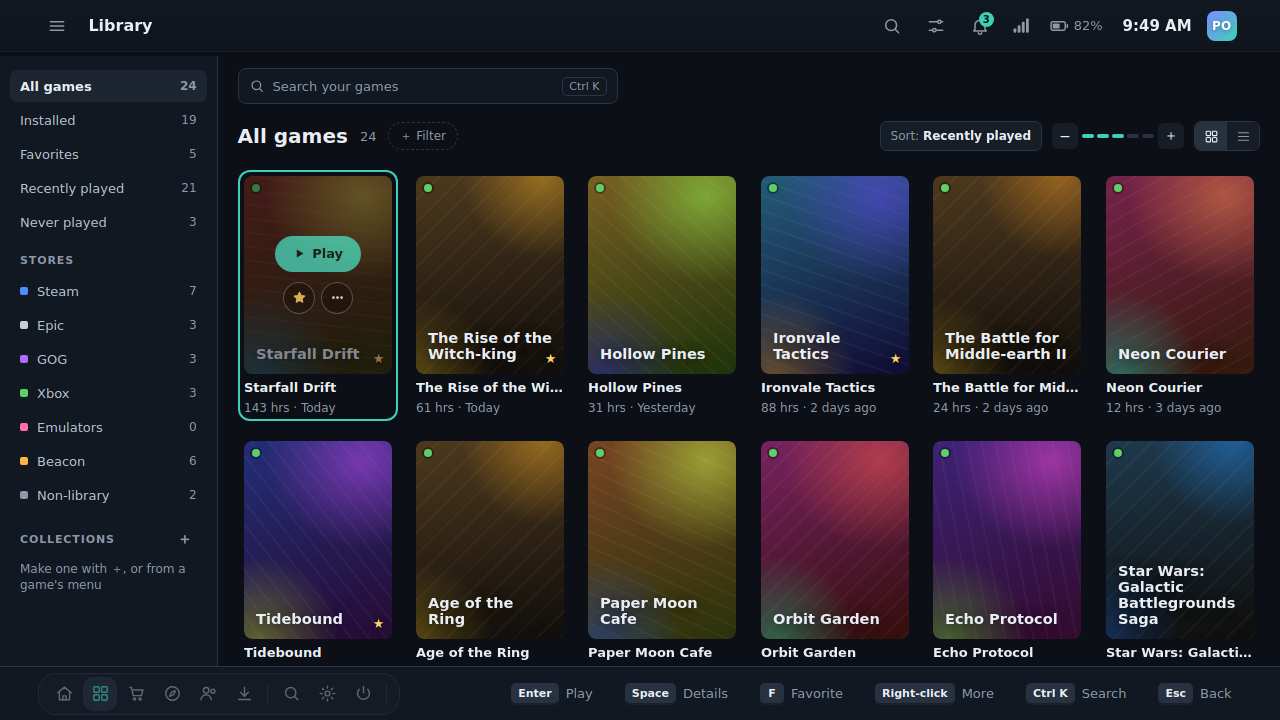 Library
3
82%
9:49 AM
PO
All games 24
Installed 19
Favorites 5
Recently played 21
Never played 3
STORES
Steam 7
Epic 3
GOG 3
Xbox 3
Emulators 0
Beacon 6
Non-library 2
COLLECTIONS +
Make one with +, or from a
game's menu
Search your games Ctrl K
All games 24 + Filter
Sort: Recently played − +
Play
Starfall Drift
The Rise of the
Witch-king
Hollow Pines
Ironvale
Tactics
The Battle for
Middle-earth II
Neon Courier
Starfall Drift
143 hrs · Today
The Rise of the Wi...
61 hrs · Today
Hollow Pines
31 hrs · Yesterday
Ironvale Tactics
88 hrs · 2 days ago
The Battle for Mid...
24 hrs · 2 days ago
Neon Courier
12 hrs · 3 days ago
Tidebound
Age of the
Ring
Paper Moon
Cafe
Orbit Garden
Echo Protocol
Star Wars:
Galactic
Battlegrounds
Saga
Tidebound
Age of the Ring
Paper Moon Cafe
Orbit Garden
Echo Protocol
Star Wars: Galacti...
Enter Play
Space Details
F Favorite
Right-click More
Ctrl K Search
Esc Back